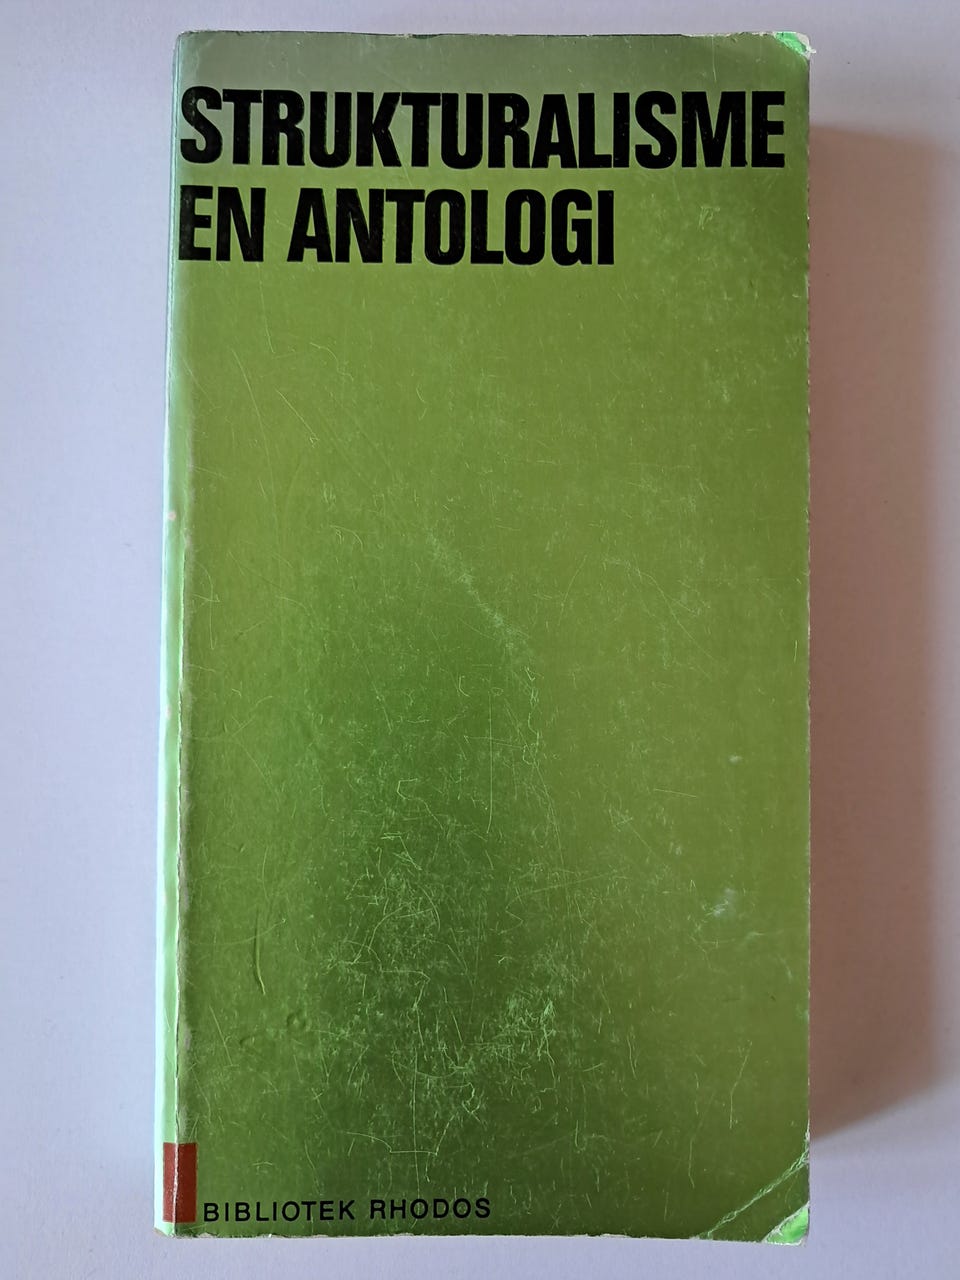 STRUKTURALISME
EN ANTOLOGI
BIBLIOTEK RHODOS